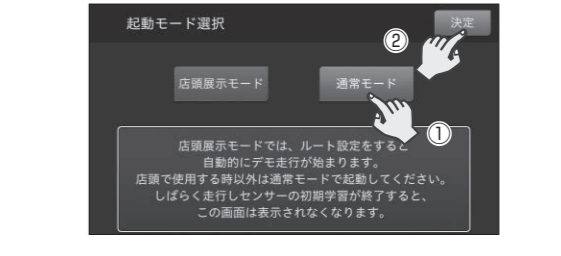 起動モード選択
決定
②
店頭展示モード
通常モード
①
店頭展示モードでは、ルート設定をすると
自動的にデモ走行が始まります。
店頭で使用する時以外は通常モードで起動してください。
しばらく走行しセンサーの初期学習が終了すると、
この画面は表示されなくなります。